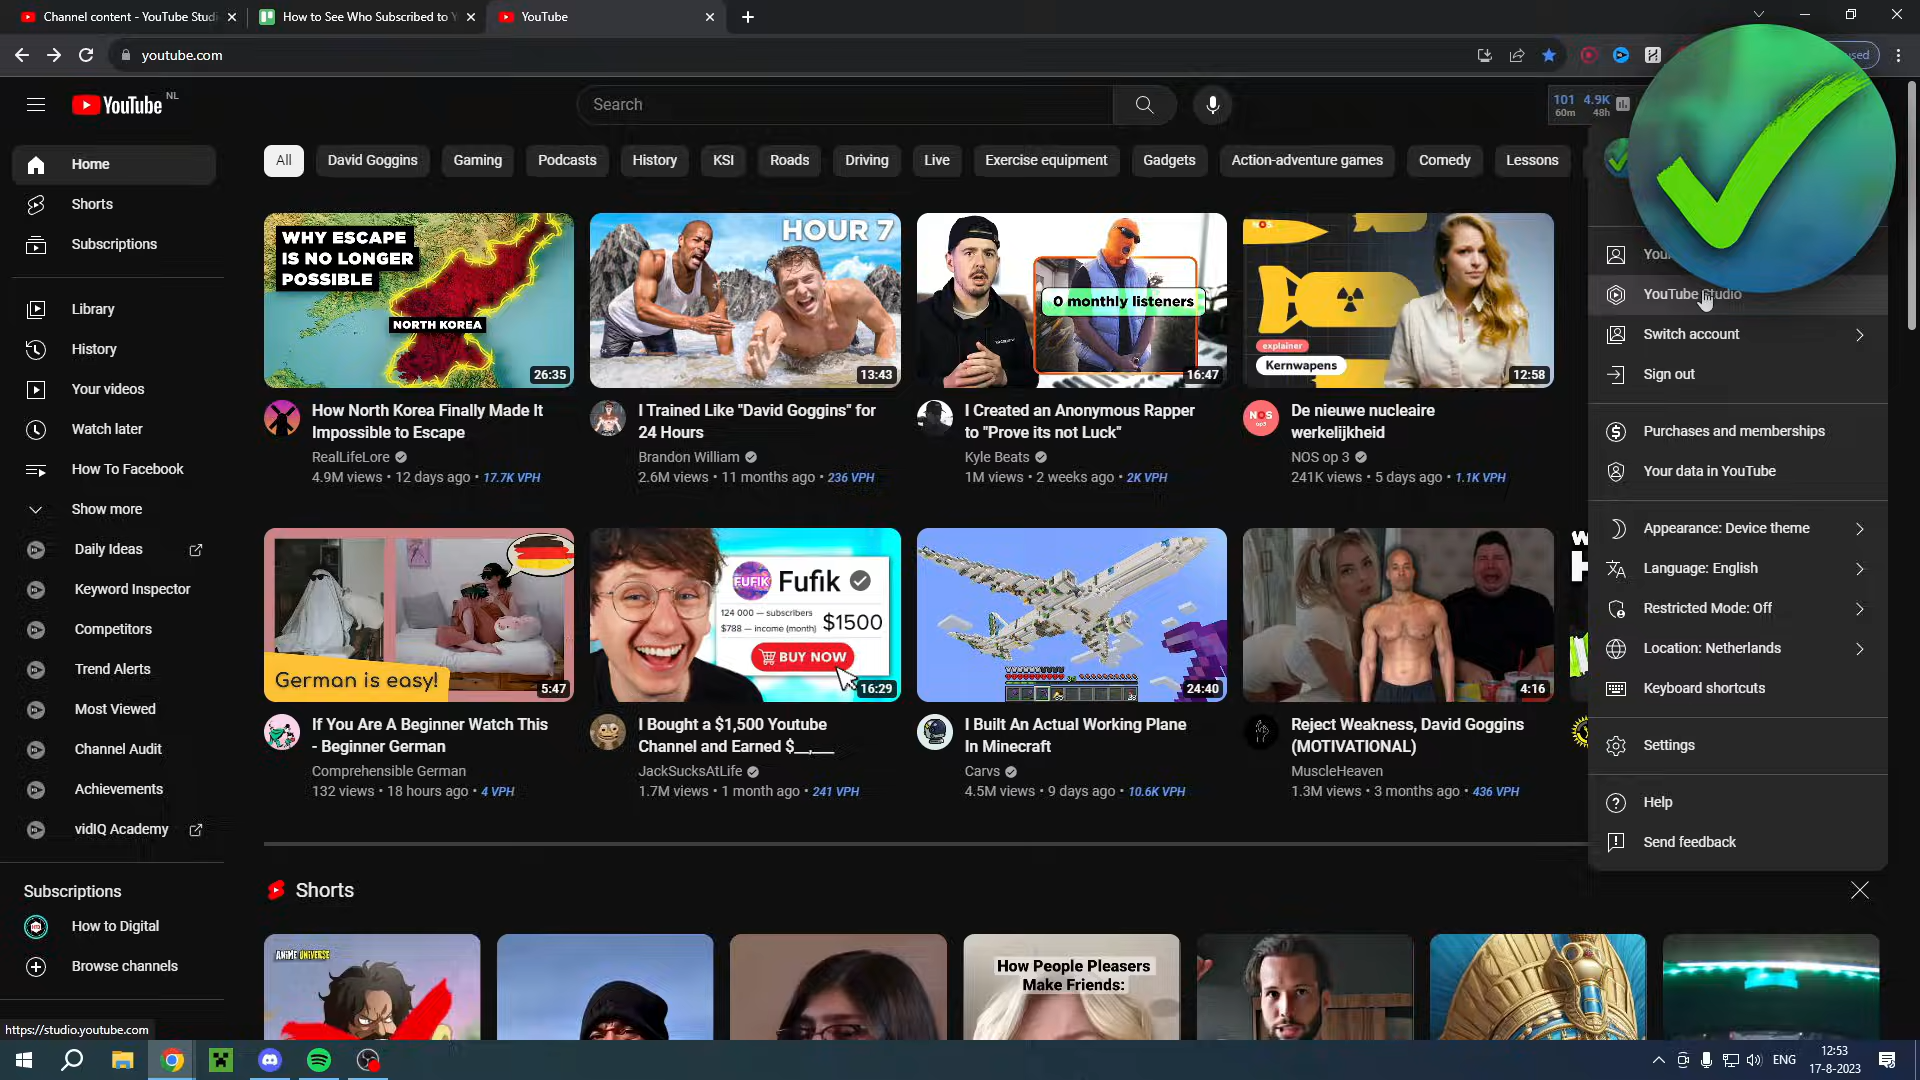 Channel content - YouTube Studi
How to See Who Subscribed to Y
YouTube
youtube.com
YouTube
NL
Search
101 4.9K
60m 48h
Home
Shorts
Subscriptions
Library
History
Your videos
Watch later
How To Facebook
Show more
Daily Ideas
Keyword Inspector
Competitors
Trend Alerts
Most Viewed
Channel Audit
Achievements
vidIQ Academy
Subscriptions
How to Digital
Browse channels
https://studio.youtube.com
All
David Goggins
Gaming
Podcasts
History
KSI
Roads
Driving
Live
Exercise equipment
Gadgets
Action-adventure games
Comedy
Lessons
WHY ESCAPE
IS NO LONGER
POSSIBLE
NORTH KOREA
26:35
How North Korea Finally Made It
Impossible to Escape
RealLifeLore
4.9M views • 12 days ago • 17.7K VPH
HOUR 7
13:43
I Trained Like "David Goggins" for
24 Hours
Brandon William
2.6M views • 11 months ago • 236 VPH
0 monthly listeners
16:47
I Created an Anonymous Rapper
to "Prove its not Luck"
Kyle Beats
1M views • 2 weeks ago • 2K VPH
NOS
explainer
Kernwapens
12:58
NOS
op3
De nieuwe nucleaire
werkelijkheid
NOS op 3
241K views • 5 days ago • 1.1K VPH
German is easy!
5:47
If You Are A Beginner Watch This
- Beginner German
Comprehensible German
132 views • 18 hours ago • 4 VPH
FUFIK
Fufik
124 000 — subscribers
$788 — income (month)
$1500
BUY NOW
16:29
I Bought a $1,500 Youtube
Channel and Earned $__,___
JackSucksAtLife
1.7M views • 1 month ago • 241 VPH
24:40
I Built An Actual Working Plane
In Minecraft
Carvs
4.5M views • 9 days ago • 10.6K VPH
4:16
Reject Weakness, David Goggins
(MOTIVATIONAL)
MuscleHeaven
1.3M views • 3 months ago • 436 VPH
YouTube Studio
Switch account
Sign out
Purchases and memberships
Your data in YouTube
Appearance: Device theme
Language: English
Restricted Mode: Off
Location: Netherlands
Keyboard shortcuts
Settings
Help
Send feedback
Shorts
ANIME UNIVERSE
How People Pleasers
Make Friends:
ENG
12:53
17-8-2023